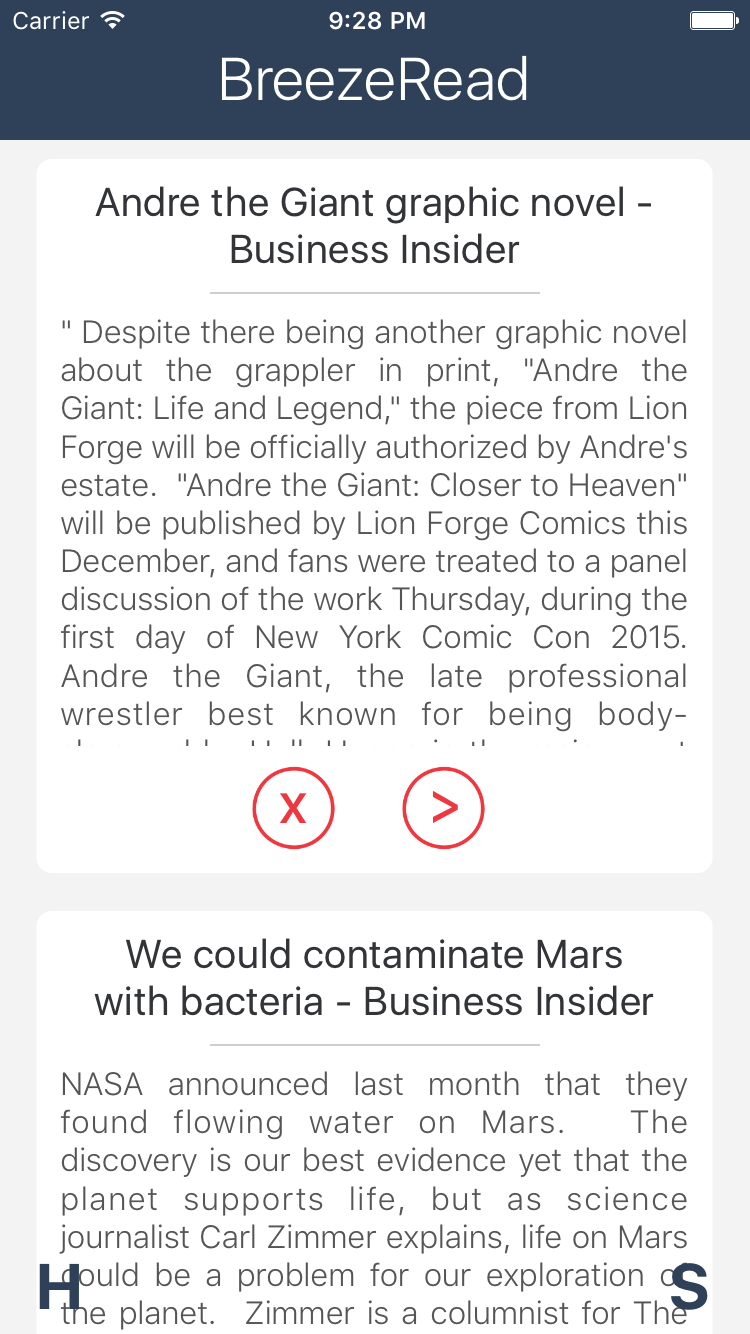 Carrier 9:28 PM
BreezeRead
Andre the Giant graphic novel -
Business Insider
" Despite there being another graphic novel
about the grappler in print, "Andre the
Giant: Life and Legend," the piece from Lion
Forge will be officially authorized by Andre's
estate.  "Andre the Giant: Closer to Heaven"
will be published by Lion Forge Comics this
December, and fans were treated to a panel
discussion of the work Thursday, during the
first day of New York Comic Con 2015.
Andre the Giant, the late professional
wrestler best known for being body-
X >
We could contaminate Mars
with bacteria - Business Insider
NASA announced last month that they
found flowing water on Mars.   The
discovery is our best evidence yet that the
planet supports life, but as science
journalist Carl Zimmer explains, life on Mars
could be a problem for our exploration of
the planet.  Zimmer is a columnist for The
H S